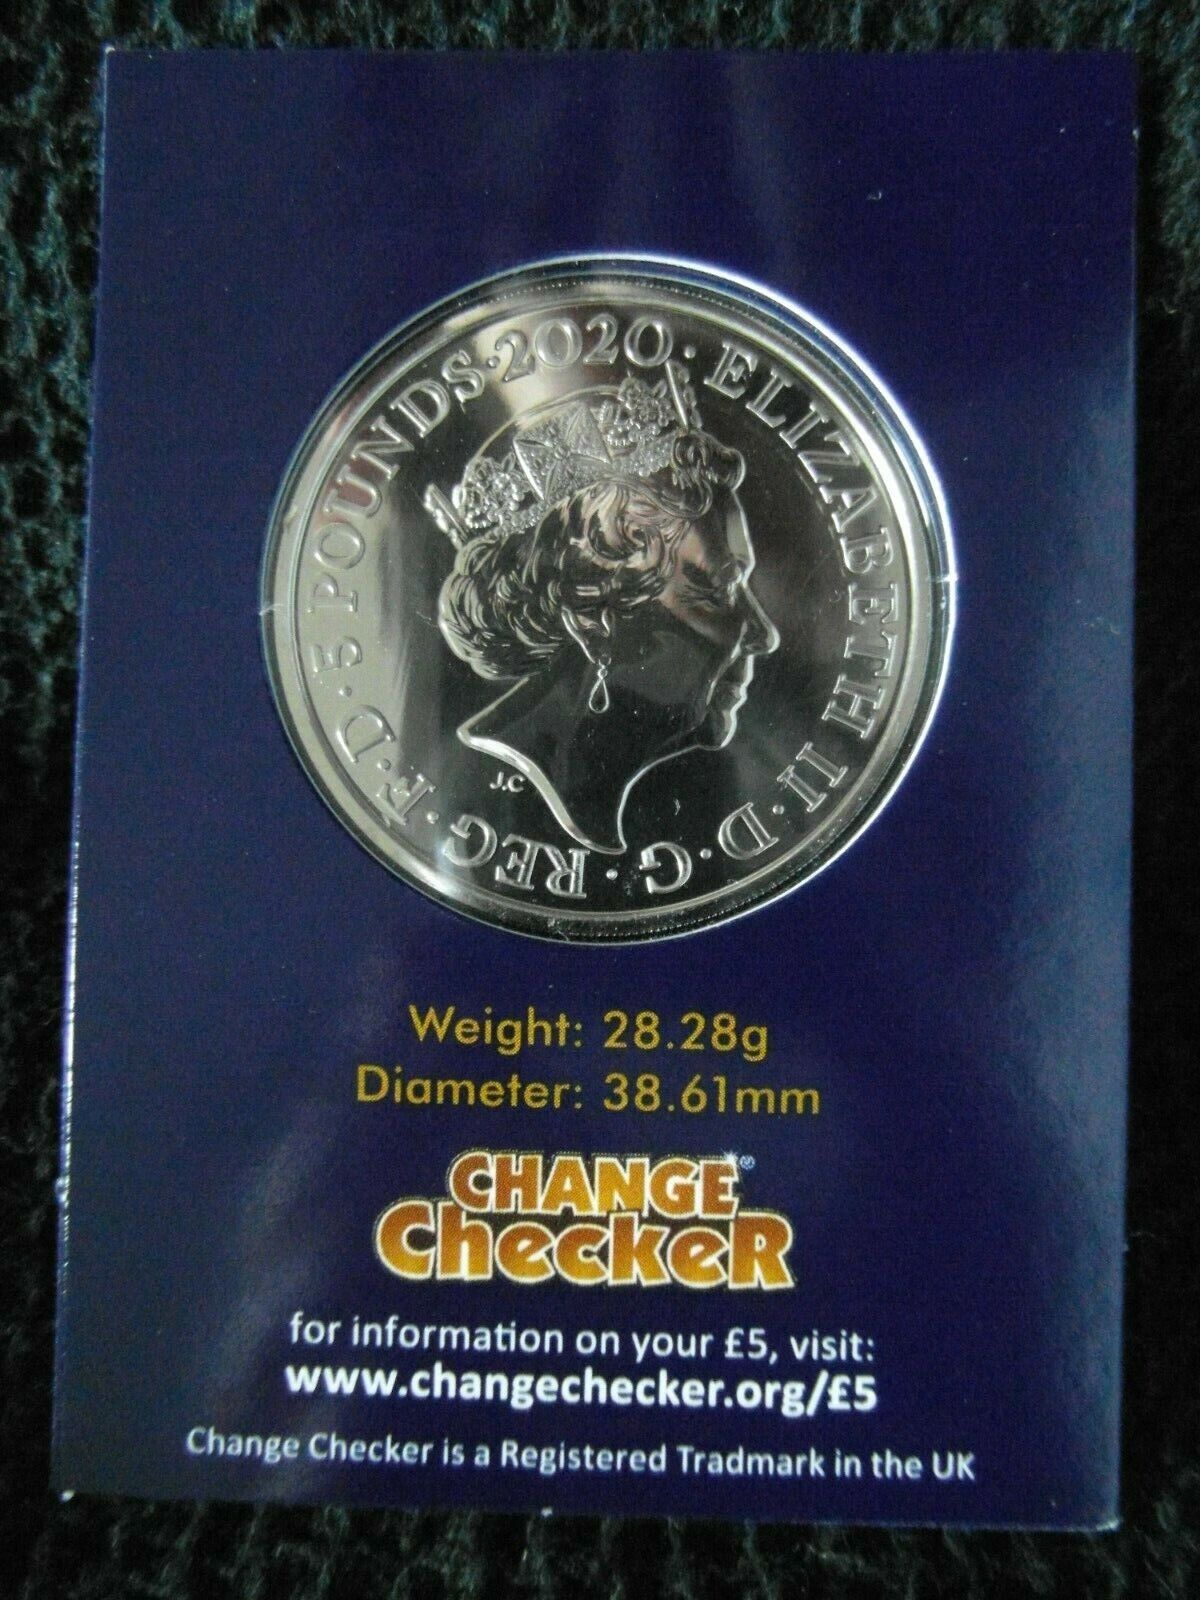 ELIZABETH II · D · G · REG · F · D · 5 POUNDS · 2020 ·
J.C
Weight: 28.28g
Diameter: 38.61mm
CHANGE ®
CheckeR
for information on your £5, visit:
www.changechecker.org/£5
Change Checker is a Registered Tradmark in the UK